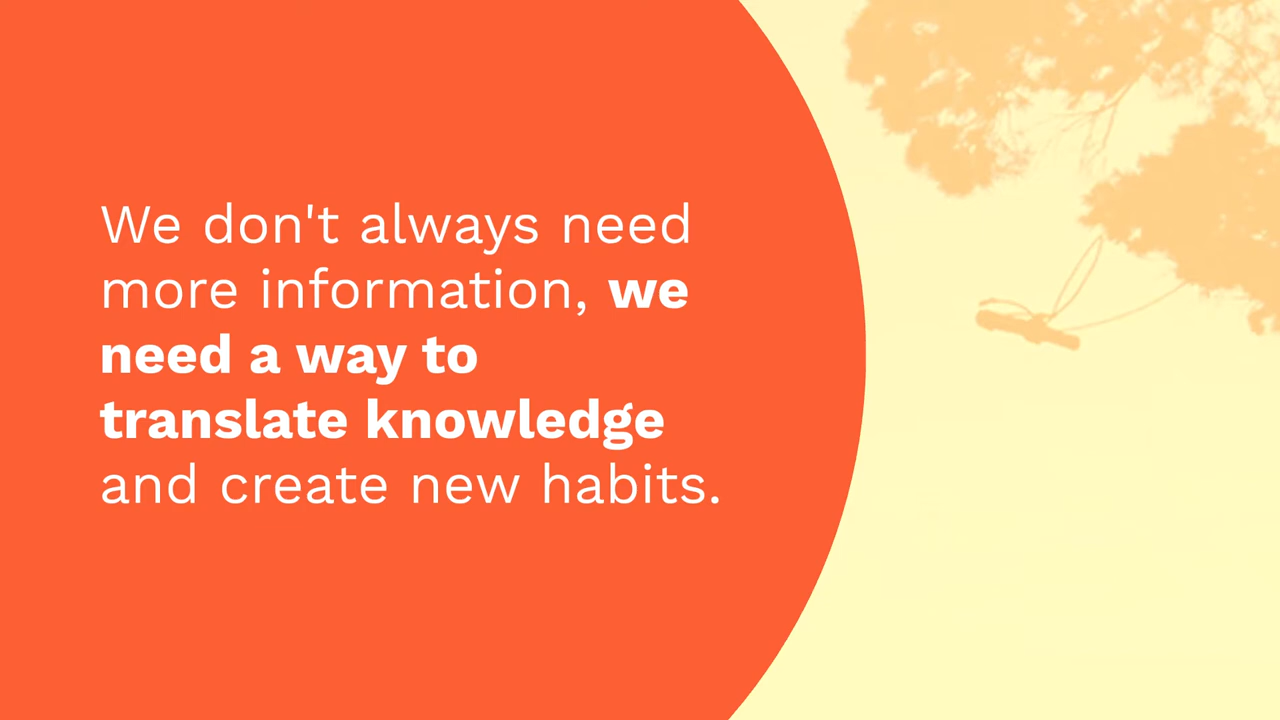 We don't always need
more information, we
need a way to
translate knowledge
and create new habits.